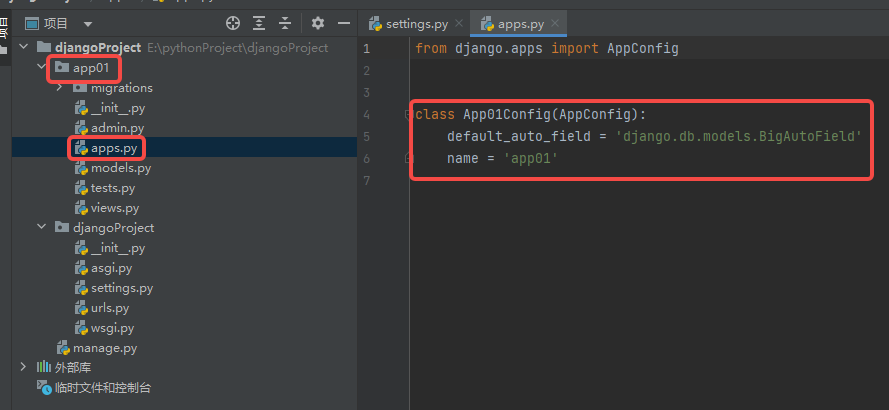 项目
djangoProject E:\pythonProject\djangoProject
app01
migrations
__init__.py
admin.py
apps.py
models.py
tests.py
views.py
djangoProject
__init__.py
asgi.py
settings.py
urls.py
wsgi.py
manage.py
外部库
临时文件和控制台
settings.py
apps.py
1 from django.apps import AppConfig
2
3
4 class App01Config(AppConfig):
5 default_auto_field = 'django.db.models.BigAutoField'
6 name = 'app01'
7